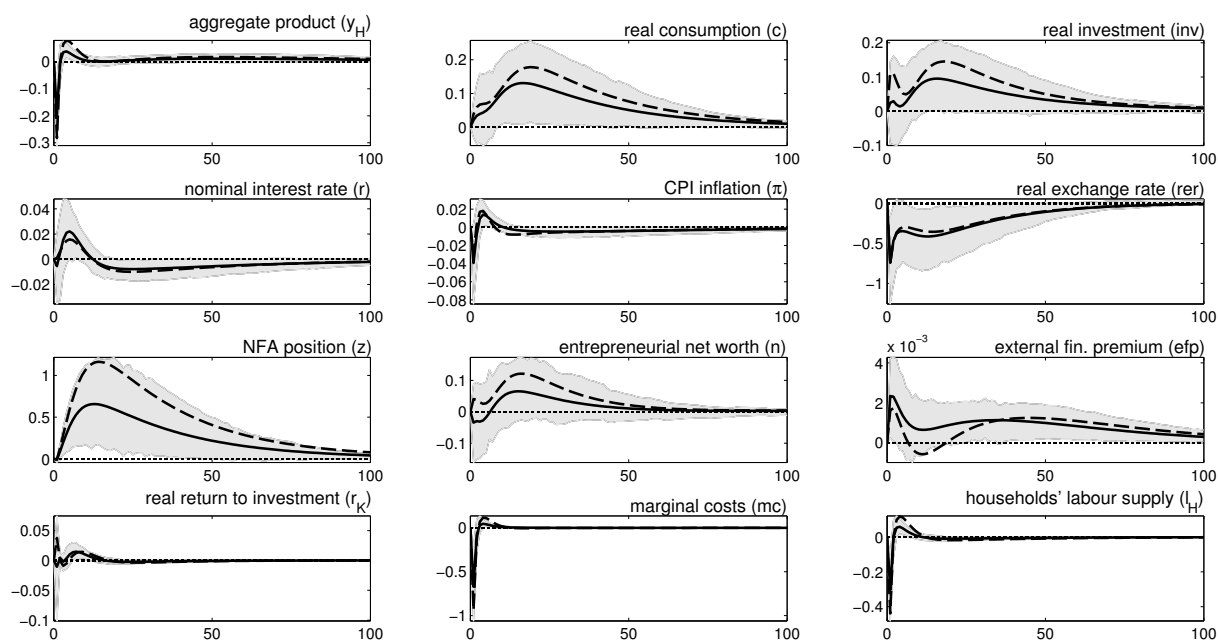 aggregate product (y_H)
0
−0.1
−0.2
−0.3
0 50 100
real consumption (c)
0.2
0.1
0
0 50 100
real investment (inv)
0.2
0.1
0
−0.1
0 50 100
nominal interest rate (r)
0.04
0.02
0
−0.02
0 50 100
CPI inflation (π)
0.02
0
−0.02
−0.04
−0.06
−0.08
0 50 100
real exchange rate (rer)
0
−0.5
−1
0 50 100
NFA position (z)
1
0.5
0
0 50 100
entrepreneurial net worth (n)
0.1
0
−0.1
0 50 100
external fin. premium (efp)
x 10⁻³
4
2
0
0 50 100
real return to investment (r_K)
0.05
0
−0.05
−0.1
0 50 100
marginal costs (mc)
0
−0.5
−1
0 50 100
households' labour supply (l_H)
0
−0.2
−0.4
0 50 100